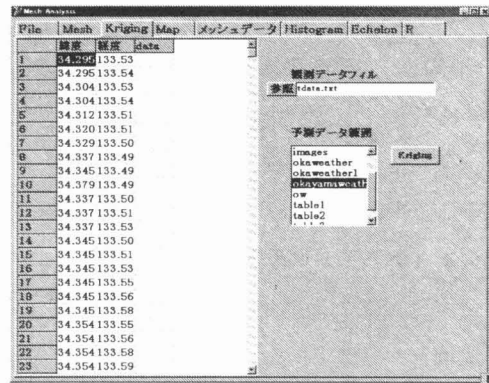 Mesh Analysis
File Mesh Kriging Map メッシュデータ Histogram Echelon R
緯度 経度 data
1 34.295 133.53
2 34.295 133.54
3 34.304 133.53
4 34.304 133.54
5 34.312 133.51
6 34.320 133.51
7 34.329 133.50
8 34.337 133.49
9 34.345 133.49
10 34.379 133.49
11 34.337 133.50
12 34.337 133.51
13 34.337 133.53
14 34.345 133.50
15 34.345 133.51
16 34.345 133.53
17 34.345 133.55
18 34.345 133.56
19 34.345 133.58
20 34.354 133.55
21 34.354 133.56
22 34.354 133.58
23 34.354 133.59
観測データフィル
参照 tdata.txt
予測データ範囲
images
okaweather
okaweather1
okayamaweath
ow
table1
table2
Kriging